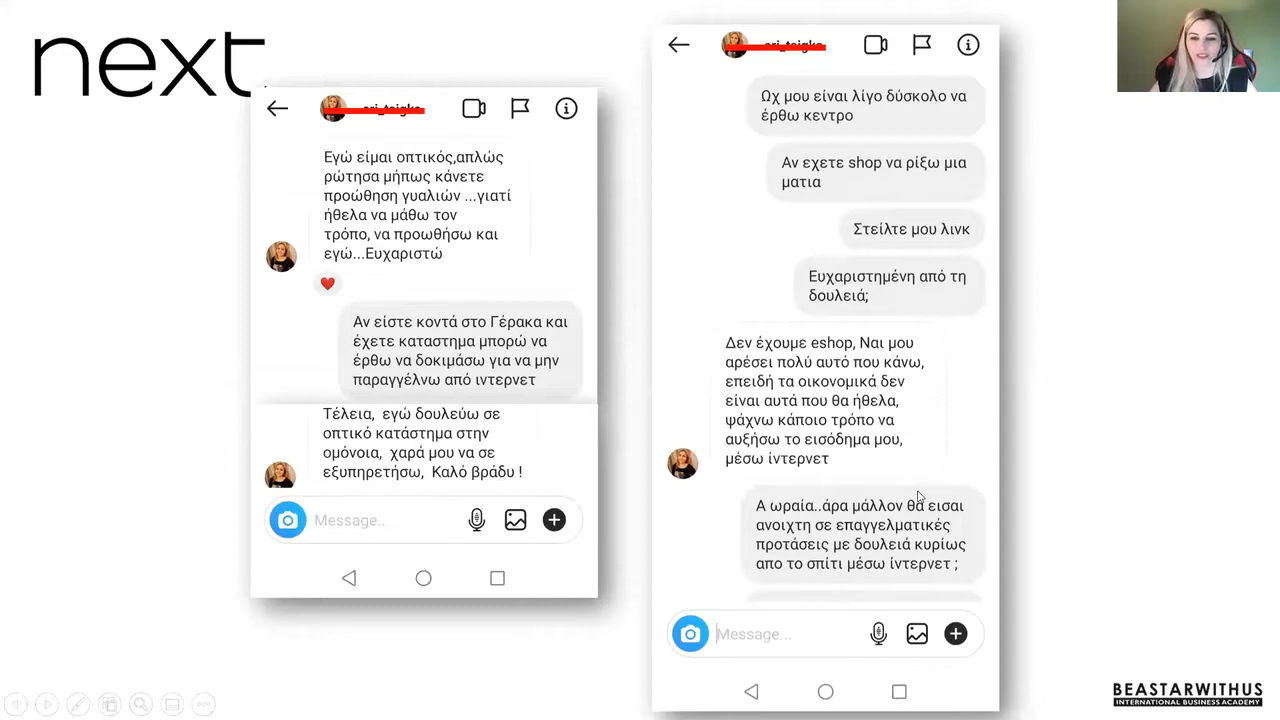 next
Εγώ είμαι οπτικός,απλώς
ρώτησα μήπως κάνετε
προώθηση γυαλιών ...γιατί
ήθελα να μάθω τον
τρόπο, να προωθήσω και
εγώ...Ευχαριστώ
Αν είστε κοντά στο Γέρακα και
έχετε κατάστημα μπορώ να
έρθω να δοκιμάσω για να μην
παραγγέλνω από ιντερνετ
Τέλεια, εγώ δουλεύω σε
οπτικό κατάστημα στην
ομόνοια, χαρά μου να σε
εξυπηρετήσω, Καλό βράδυ !
Message..
Ωχ μου είναι λίγο δύσκολο να
έρθω κεντρο
Αν εχετε shop να ρίξω μια
ματια
Στείλτε μου λινκ
Ευχαριστημένη από τη
δουλειά;
Δεν έχουμε eshop, Ναι μου
αρέσει πολύ αυτό που κάνω,
επειδή τα οικονομικά δεν
είναι αυτά που θα ήθελα,
ψάχνω κάποιο τρόπο να
αυξήσω το εισόδημα μου,
μέσω ίντερνετ
Α ωραία..άρα μάλλον θα εισαι
ανοιχτη σε επαγγελματικές
προτάσεις με δουλειά κυρίως
απο το σπίτι μέσω ίντερνετ ;
Message...
BEASTARWITHUS
INTERNATIONAL BUSINESS ACADEMY